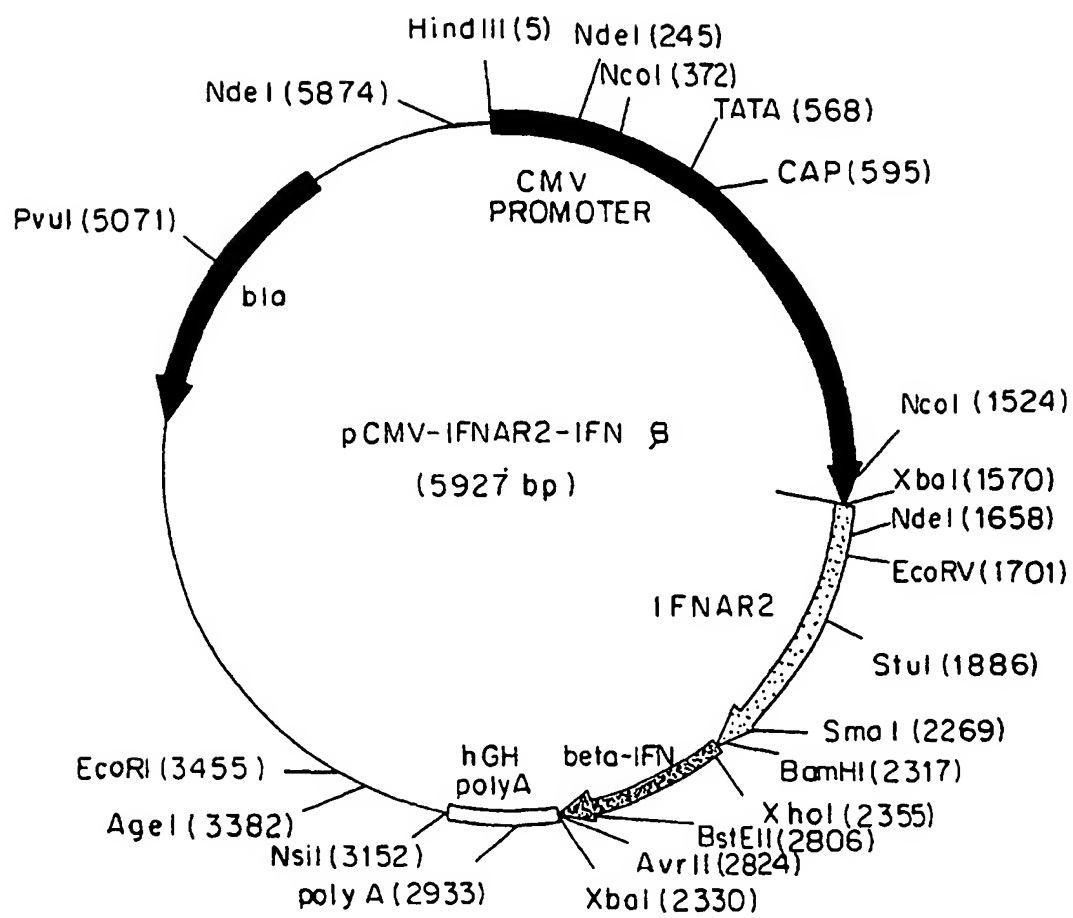 HindIII (5)
NdeI (245)
NcoI (372)
NdeI (5874)
TATA (568)
CAP (595)
CMV
PROMOTER
PvuI (5071)
bla
NcoI (1524)
pCMV-IFNAR2-IFN β
(5927 bp)
XbaI (1570)
NdeI (1658)
EcoRV (1701)
IFNAR2
StuI (1886)
SmaI (2269)
hGH
polyA
beta-IFN
EcoRI (3455)
BamHI (2317)
AgeI (3382)
XhoI (2355)
BstEII (2806)
NsiI (3152)
AvrII (2824)
poly A (2933)
XbaI (2330)